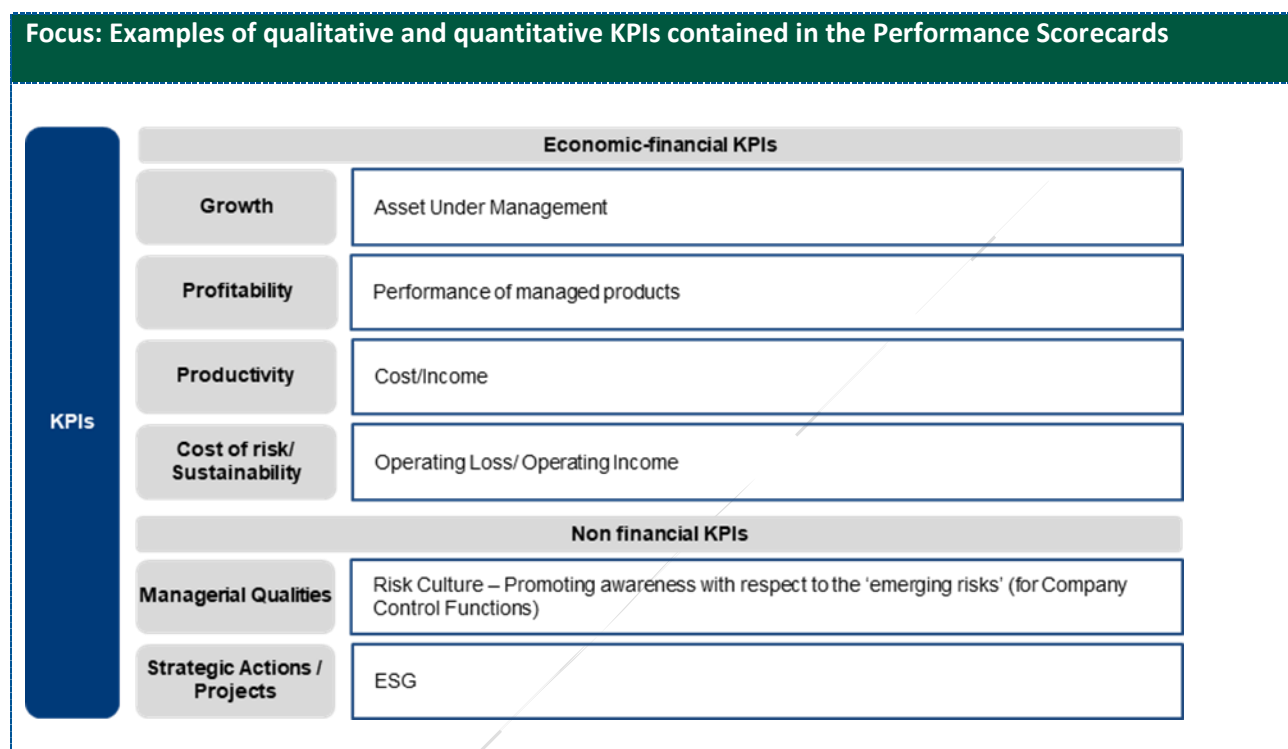 Focus: Examples of qualitative and quantitative KPIs contained in the Performance Scorecards
KPIs
Economic-financial KPIs
Growth
Asset Under Management
Profitability
Performance of managed products
Productivity
Cost/Income
Cost of risk/
Sustainability
Operating Loss/ Operating Income
Non financial KPIs
Managerial Qualities
Risk Culture – Promoting awareness with respect to the ‘emerging risks’ (for Company
Control Functions)
Strategic Actions /
Projects
ESG